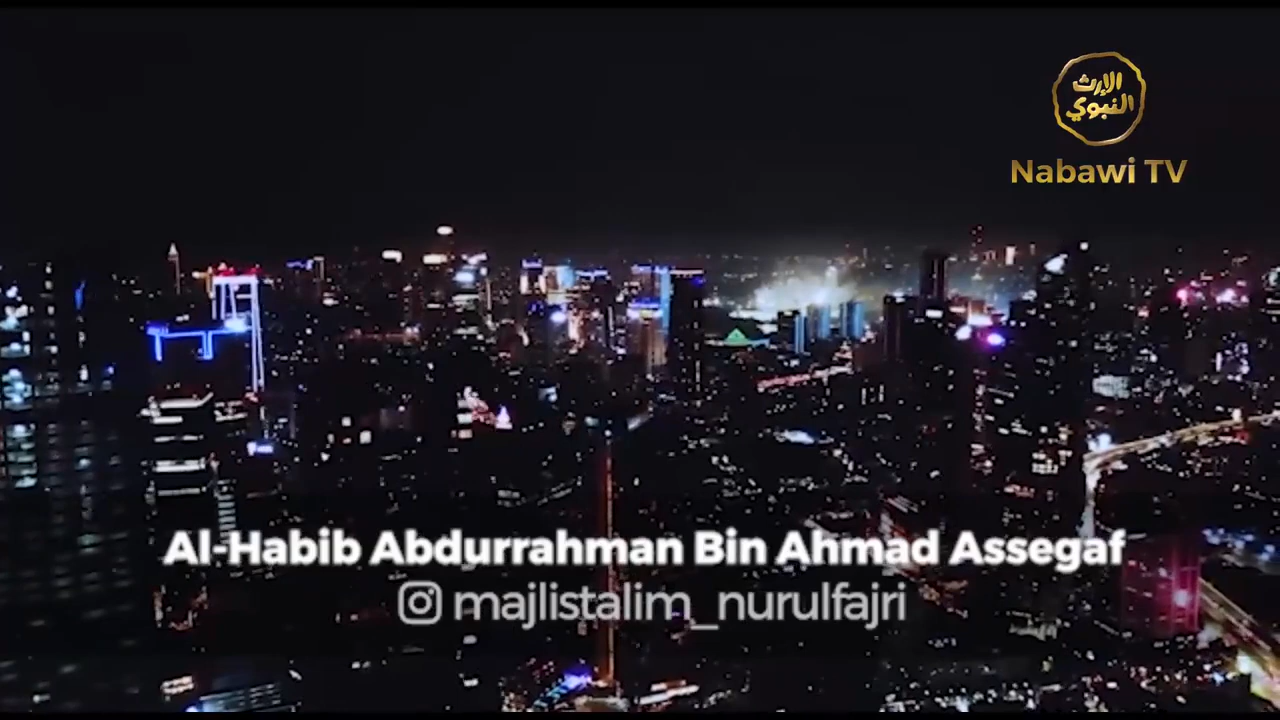 الإرث
النبوي
Nabawi TV
Al-Habib Abdurrahman Bin Ahmad Assegaf
majlistalim_nurulfajri